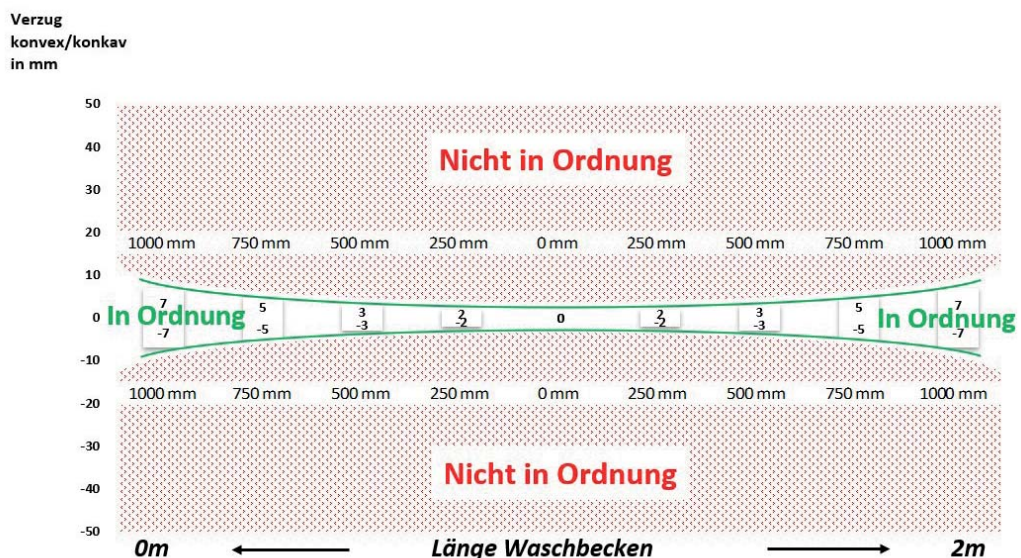 Verzug
konvex/konkav
in mm
50
40
Nicht in Ordnung
30
20
1000 mm 750 mm 500 mm 250 mm 0 mm 250 mm 500 mm 750 mm 1000 mm
10
7 5 3 2 2 3 5 7
0 In Ordnung 0 In Ordnung
-7 -5 -3 -2 -2 -3 -5 -7
-10
1000 mm 750 mm 500 mm 250 mm 0 mm 250 mm 500 mm 750 mm 1000 mm
-20
-30
Nicht in Ordnung
-40
-50
0m Länge Waschbecken 2m